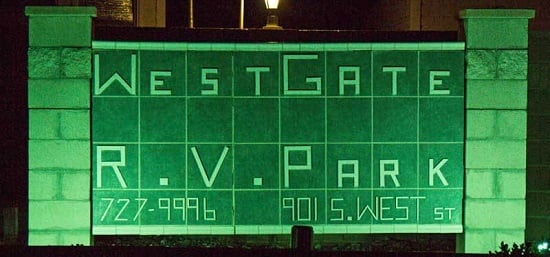 WESTGATE
R.V. PARK
727-9996 901 S. WEST ST